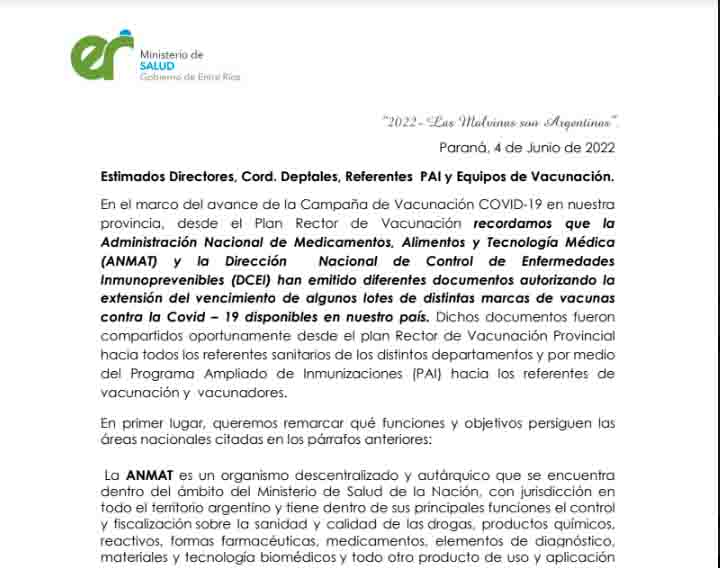 er
Ministerio de
SALUD
Gobierno de Entre Ríos
"2022- Las Malvinas son Argentinas".
Paraná, 4 de Junio de 2022
Estimados Directores, Cord. Deptales, Referentes PAI y Equipos de Vacunación.
En el marco del avance de la Campaña de Vacunación COVID-19 en nuestra
provincia, desde el Plan Rector de Vacunación recordamos que la
Administración Nacional de Medicamentos, Alimentos y Tecnología Médica
(ANMAT) y la Dirección Nacional de Control de Enfermedades
Inmunoprevenibles (DCEI) han emitido diferentes documentos autorizando la
extensión del vencimiento de algunos lotes de distintas marcas de vacunas
contra la Covid – 19 disponibles en nuestro país. Dichos documentos fueron
compartidos oportunamente desde el plan Rector de Vacunación Provincial
hacia todos los referentes sanitarios de los distintos departamentos y por medio
del Programa Ampliado de Inmunizaciones (PAI) hacia los referentes de
vacunación y vacunadores.
En primer lugar, queremos remarcar qué funciones y objetivos persiguen las
áreas nacionales citadas en los párrafos anteriores:
La ANMAT es un organismo descentralizado y autárquico que se encuentra
dentro del ámbito del Ministerio de Salud de la Nación, con jurisdicción en
todo el territorio argentino y tiene dentro de sus principales funciones el control
y fiscalización sobre la sanidad y calidad de las drogas, productos químicos,
reactivos, formas farmacéuticas, medicamentos, elementos de diagnóstico,
materiales y tecnología biomédicos y todo otro producto de uso y aplicación